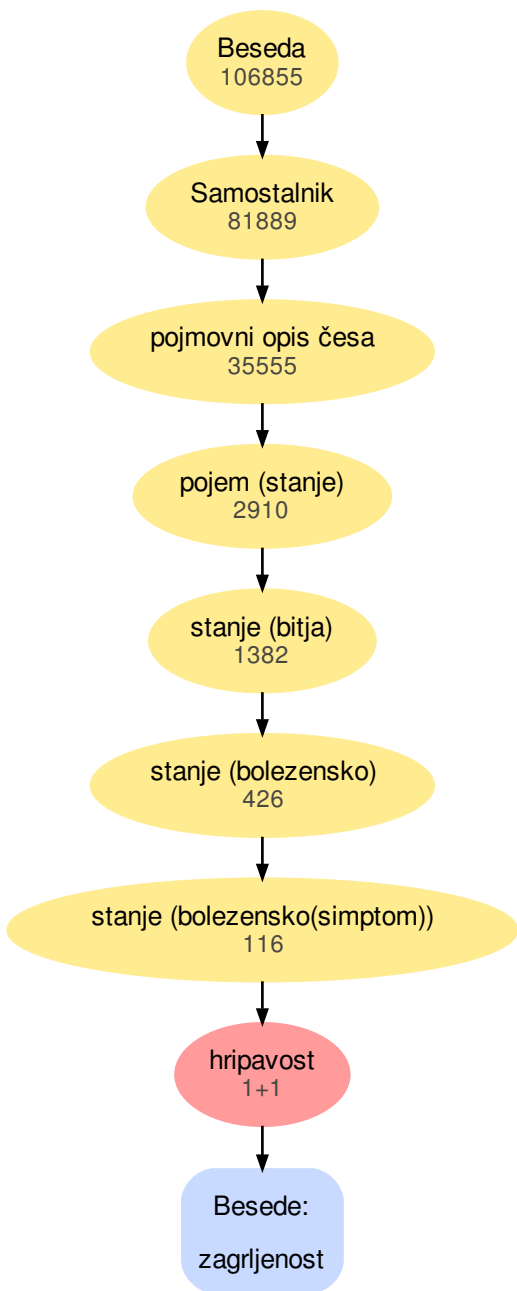 Beseda
106855
Samostalnik
81889
pojmovni opis česa
35555
pojem (stanje)
2910
stanje (bitja)
1382
stanje (bolezensko)
426
stanje (bolezensko(simptom))
116
hripavost
1+1
Besede:
zagrljenost